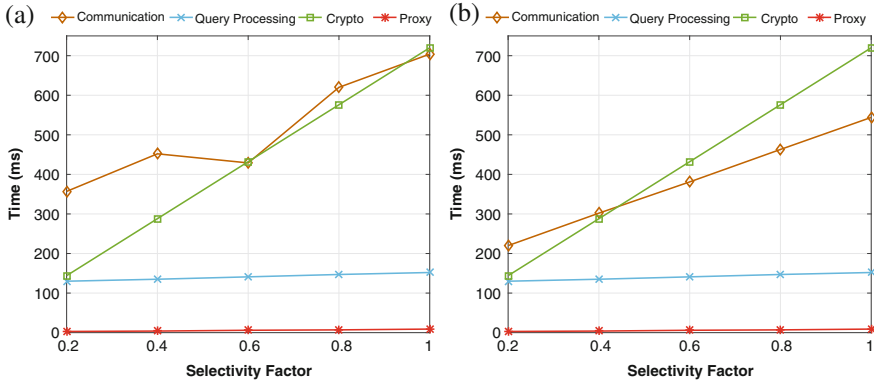 (a)
Communication Query Processing Crypto Proxy
700
600
500
400
300
200
100
0
0.2 0.4 0.6 0.8 1
Time (ms)
Selectivity Factor
(b)
Communication Query Processing Crypto Proxy
700
600
500
400
300
200
100
0
0.2 0.4 0.6 0.8 1
Time (ms)
Selectivity Factor